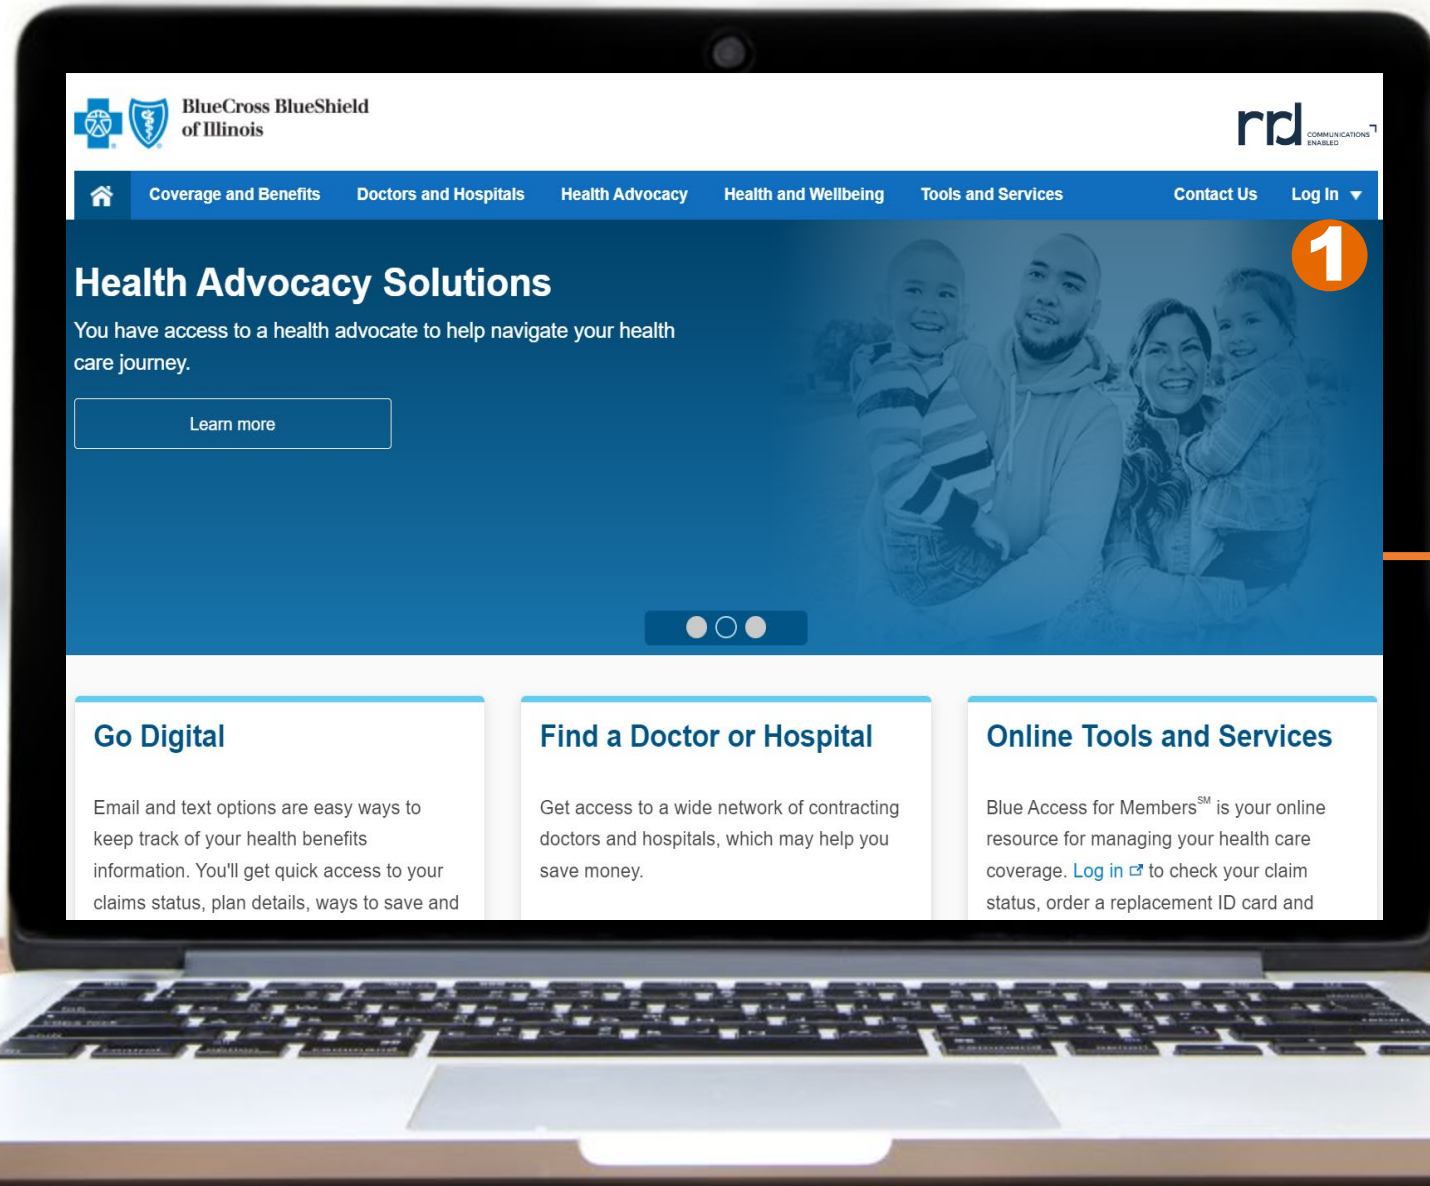 BlueCross BlueShield
of Illinois
rrd
COMMUNICATIONS
ENABLED
Coverage and Benefits
Doctors and Hospitals
Health Advocacy
Health and Wellbeing
Tools and Services
Contact Us
Log In
1
Health Advocacy Solutions
You have access to a health advocate to help navigate your health
care journey.
Learn more
Go Digital
Email and text options are easy ways to
keep track of your health benefits
information. You'll get quick access to your
claims status, plan details, ways to save and
Find a Doctor or Hospital
Get access to a wide network of contracting
doctors and hospitals, which may help you
save money.
Online Tools and Services
Blue Access for Members℠ is your online
resource for managing your health care
coverage. Log in to check your claim
status, order a replacement ID card and
control
option
command
command
option